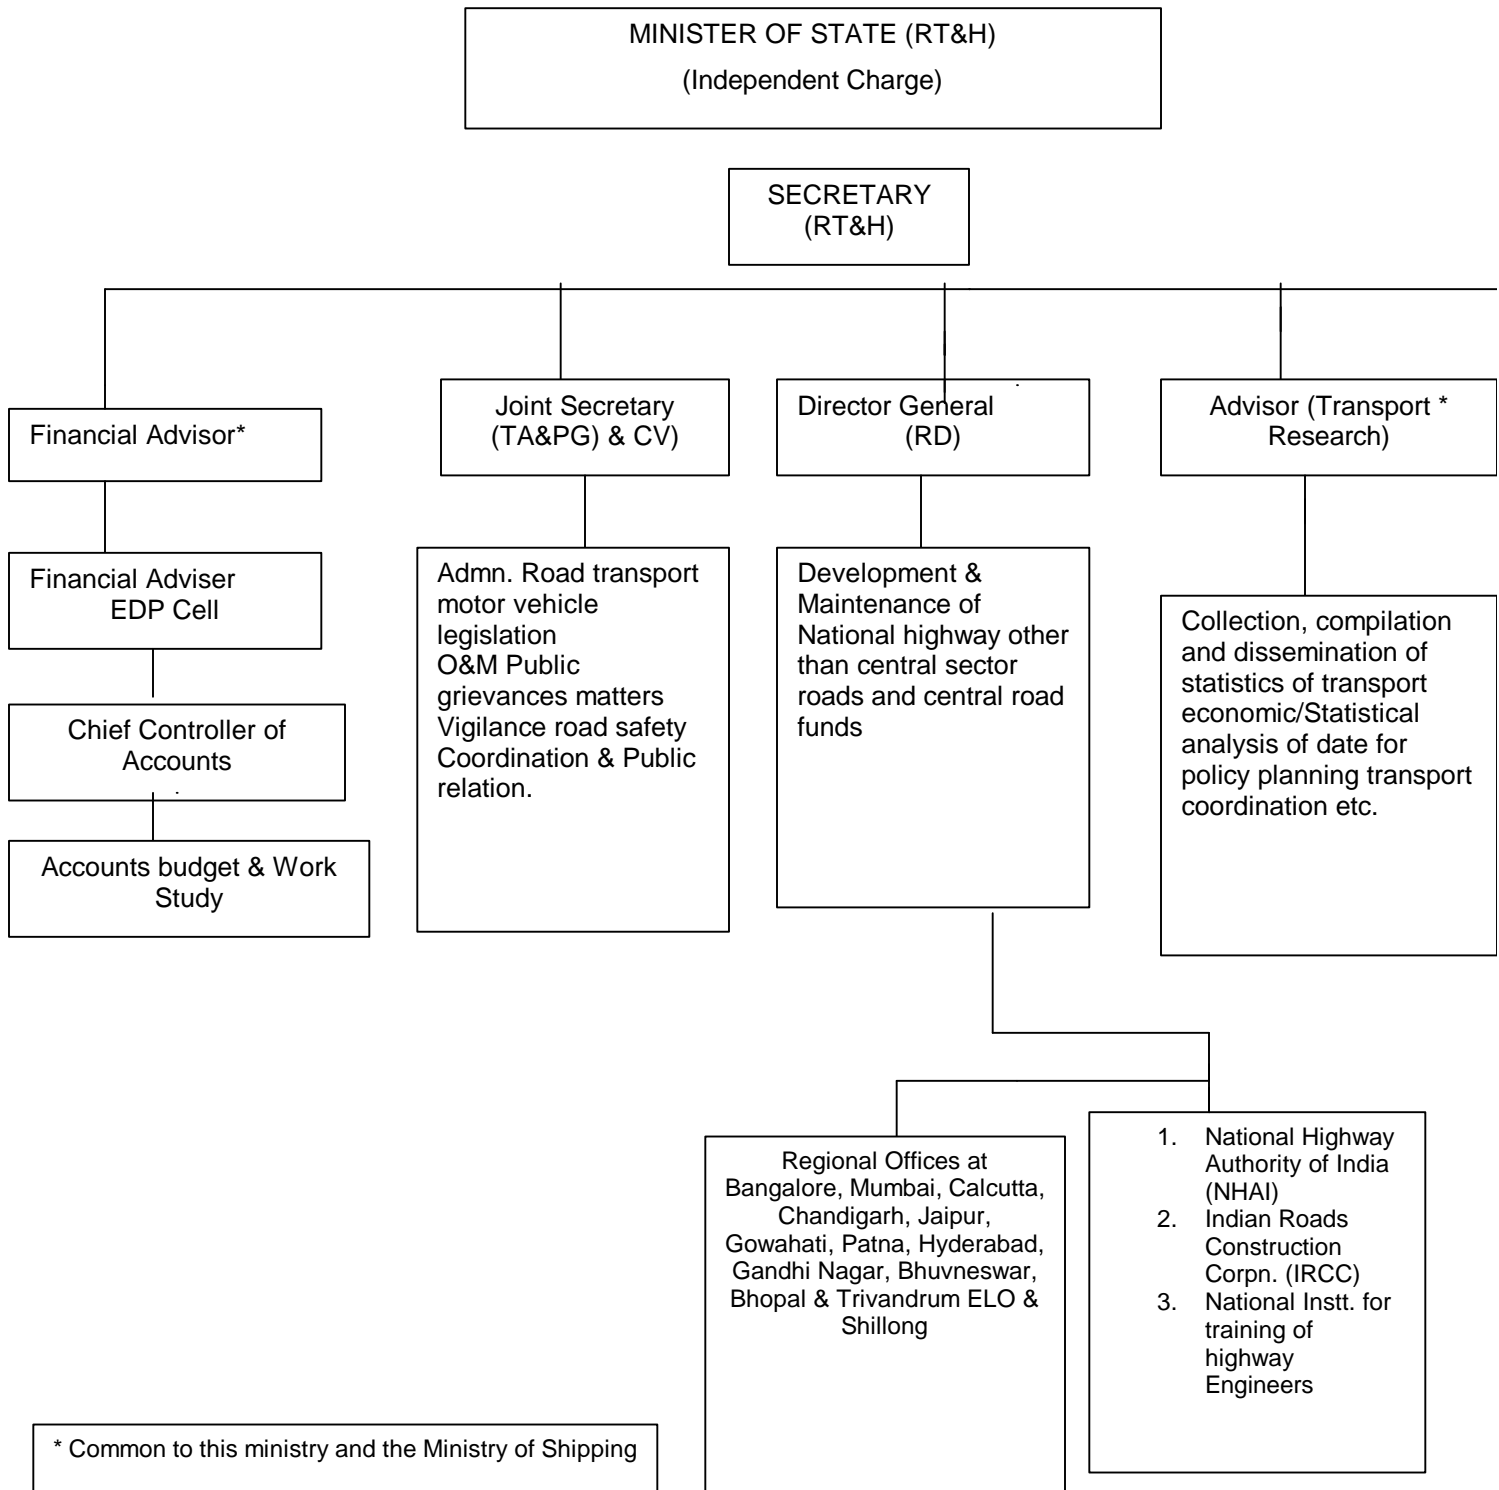 MINISTER OF STATE (RT&H)
(Independent Charge)
SECRETARY
(RT&H)
Financial Advisor*
Joint Secretary
(TA&PG) & CV)
Director General
(RD)
Advisor (Transport *
Research)
Financial Adviser
EDP Cell
Chief Controller of
Accounts
Accounts budget & Work
Study
Admn. Road transport
motor vehicle
legislation
O&M Public
grievances matters
Vigilance road safety
Coordination & Public
relation.
Development &
Maintenance of
National highway other
than central sector
roads and central road
funds
Collection, compilation
and dissemination of
statistics of transport
economic/Statistical
analysis of date for
policy planning transport
coordination etc.
Regional Offices at
Bangalore, Mumbai, Calcutta,
Chandigarh, Jaipur,
Gowahati, Patna, Hyderabad,
Gandhi Nagar, Bhuvneswar,
Bhopal & Trivandrum ELO &
Shillong
1. National Highway
Authority of India
(NHAI)
2. Indian Roads
Construction
Corpn. (IRCC)
3. National Instt. for
training of
highway
Engineers
* Common to this ministry and the Ministry of Shipping